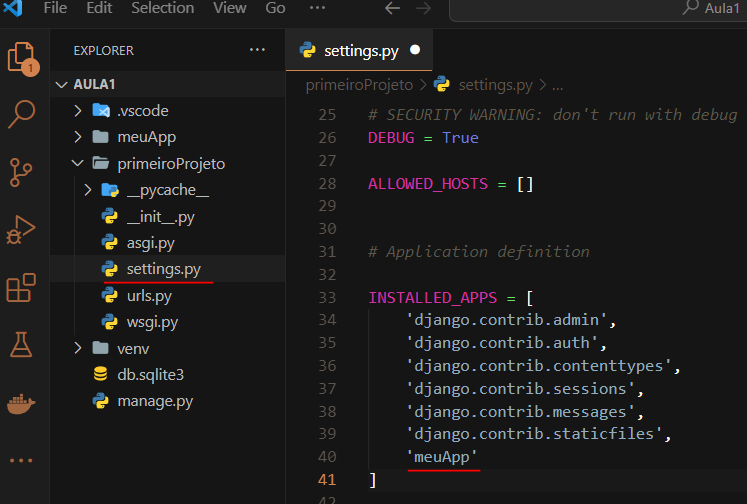 File Edit Selection View Go ··· Aula1
1
EXPLORER ···
AULA1
.vscode
meuApp
primeiroProjeto
__pycache__
__init__.py
asgi.py
settings.py
urls.py
wsgi.py
venv
db.sqlite3
manage.py
settings.py
primeiroProjeto > settings.py > ...
25 # SECURITY WARNING: don't run with debug
26 DEBUG = True
27
28 ALLOWED_HOSTS = []
29
30
31 # Application definition
32
33 INSTALLED_APPS = [
34 'django.contrib.admin',
35 'django.contrib.auth',
36 'django.contrib.contenttypes',
37 'django.contrib.sessions',
38 'django.contrib.messages',
39 'django.contrib.staticfiles',
40 'meuApp'
41 ]
42